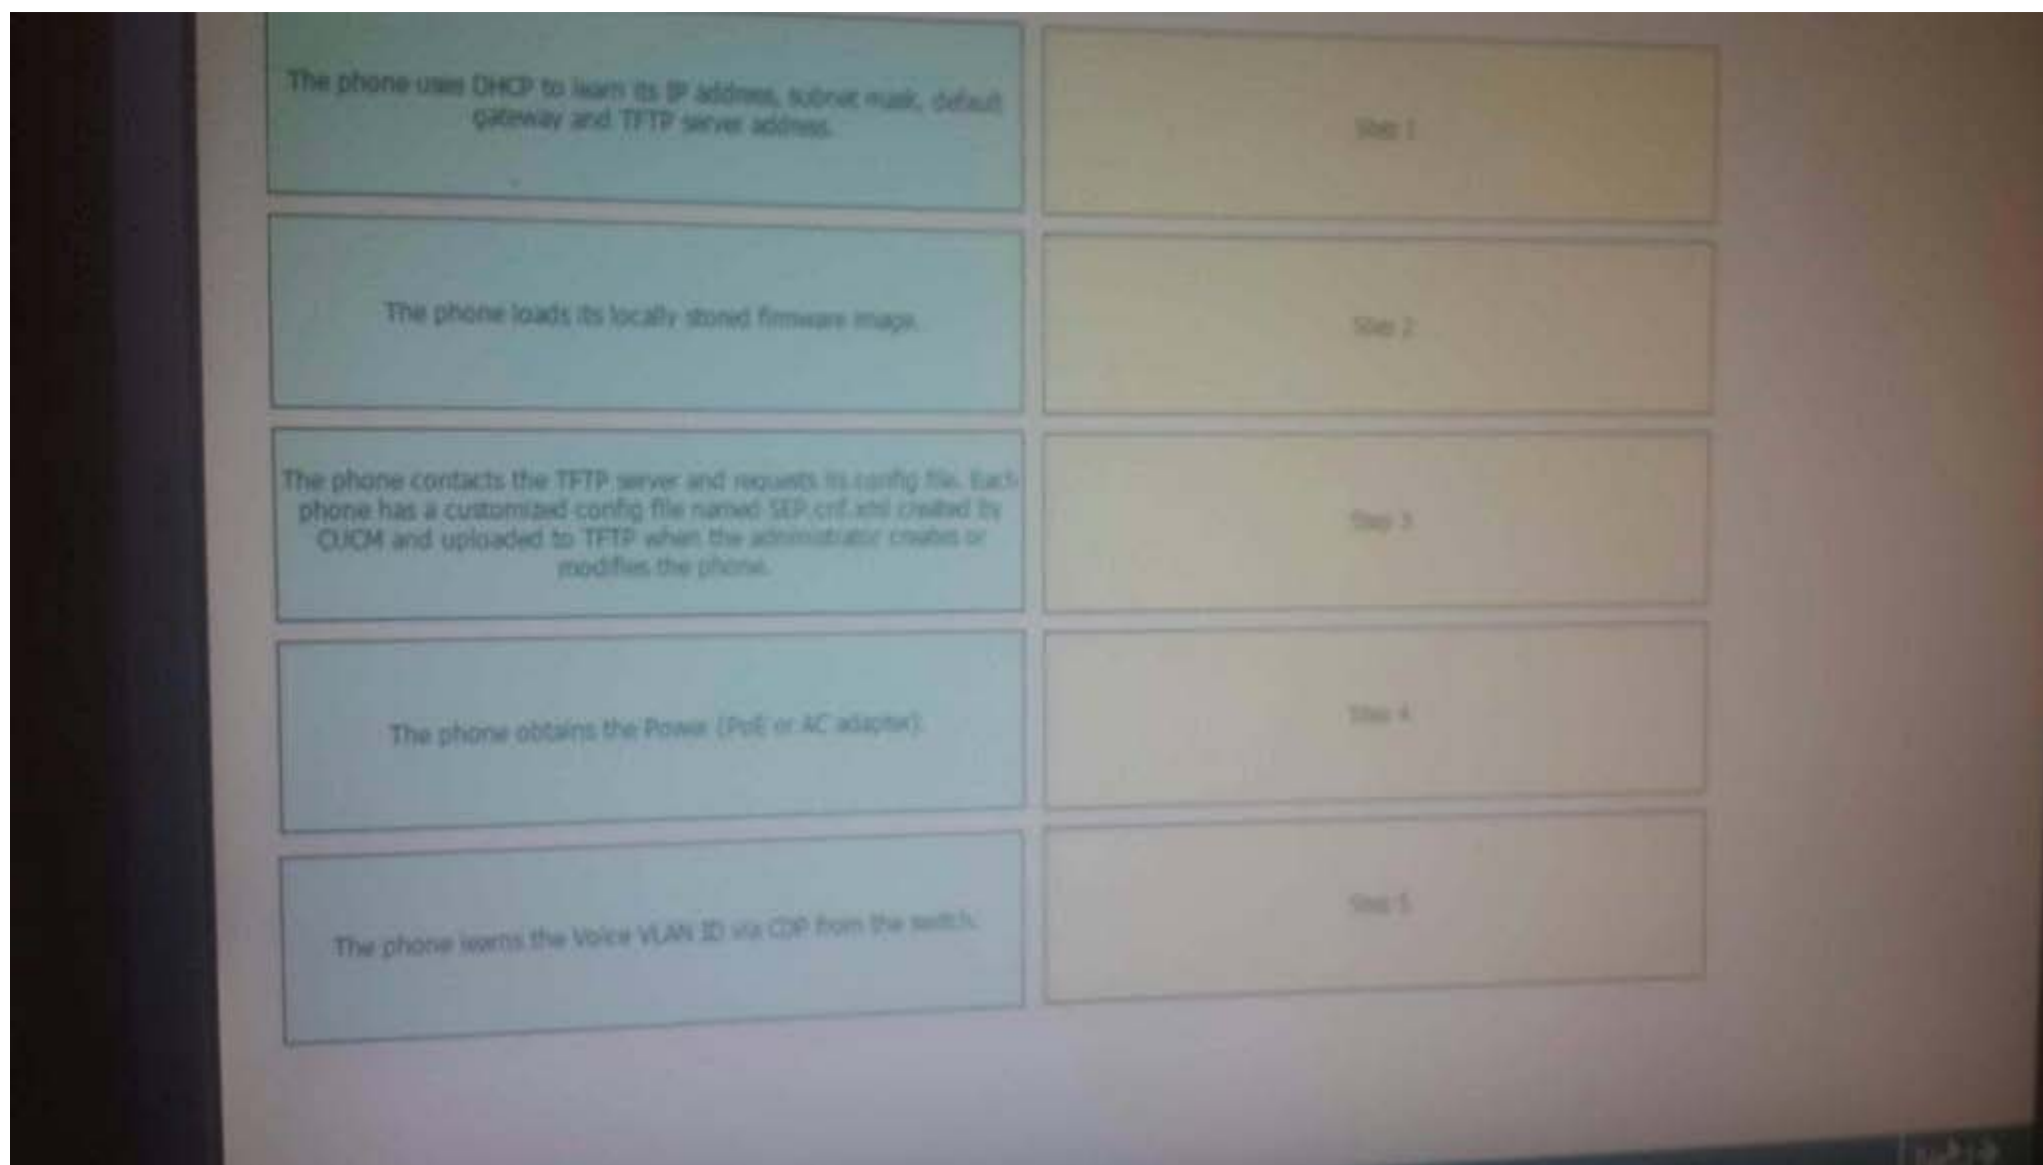 The phone uses DHCP to learn its IP address, subnet mask, default
gateway and TFTP server address.
Step 1
The phone loads its locally stored firmware image.
Step 2
The phone contacts the TFTP server and requests its config file. Each
phone has a customized config file named SEP.cnf.xml created by
CUCM and uploaded to TFTP when the administrator creates or
modifies the phone.
Step 3
The phone obtains the Power (PoE or AC adapter).
Step 4
The phone learns the Voice VLAN ID via CDP from the switch.
Step 5